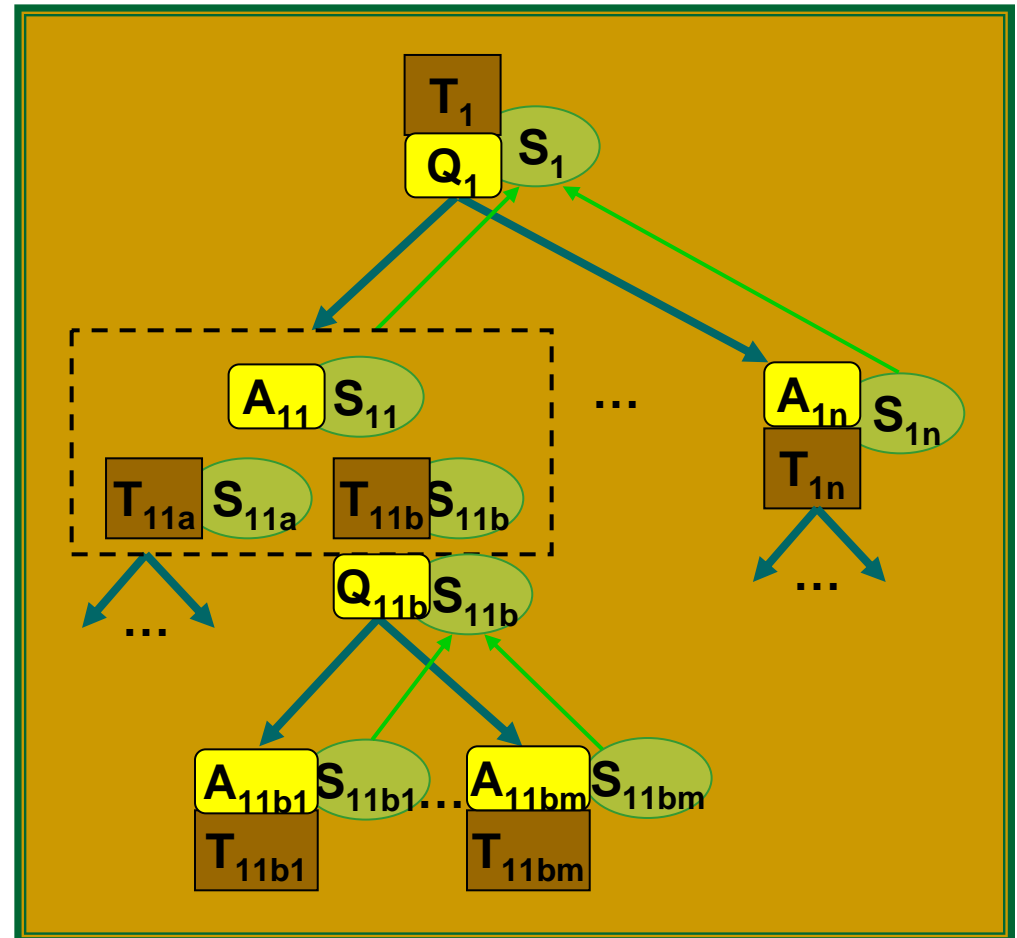 T₁
Q₁ S₁
A₁₁ S₁₁ ... A₁ₙ S₁ₙ
T₁₁ₐ S₁₁ₐ T₁₁b S₁₁b T₁ₙ
Q₁₁b S₁₁b ...
...
A₁₁b₁ S₁₁b₁ ... A₁₁bm S₁₁bm
T₁₁b₁ T₁₁bm